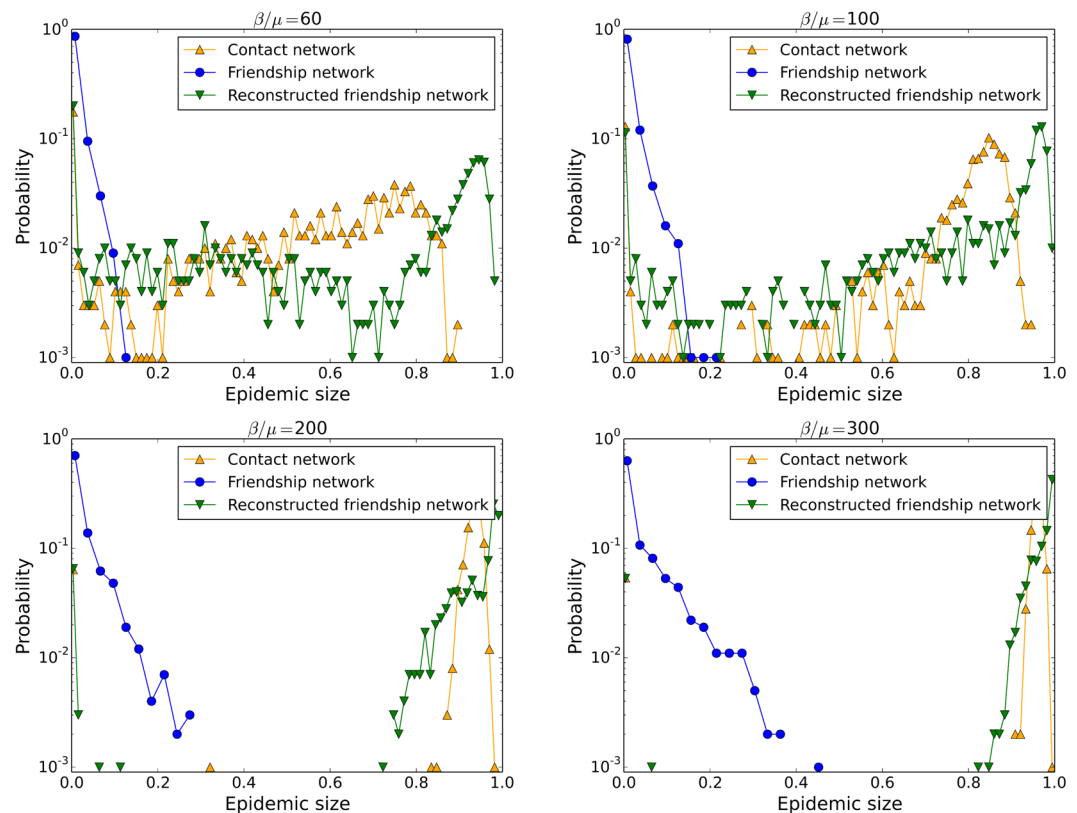 β/μ=60
10^0
10^-1
10^-2
10^-3
Probability
Contact network
Friendship network
Reconstructed friendship network
0.0 0.2 0.4 0.6 0.8 1.0
Epidemic size
β/μ=100
10^0
10^-1
10^-2
10^-3
Probability
Contact network
Friendship network
Reconstructed friendship network
0.0 0.2 0.4 0.6 0.8 1.0
Epidemic size
β/μ=200
10^0
10^-1
10^-2
10^-3
Probability
Contact network
Friendship network
Reconstructed friendship network
0.0 0.2 0.4 0.6 0.8 1.0
Epidemic size
β/μ=300
10^0
10^-1
10^-2
10^-3
Probability
Contact network
Friendship network
Reconstructed friendship network
0.0 0.2 0.4 0.6 0.8 1.0
Epidemic size